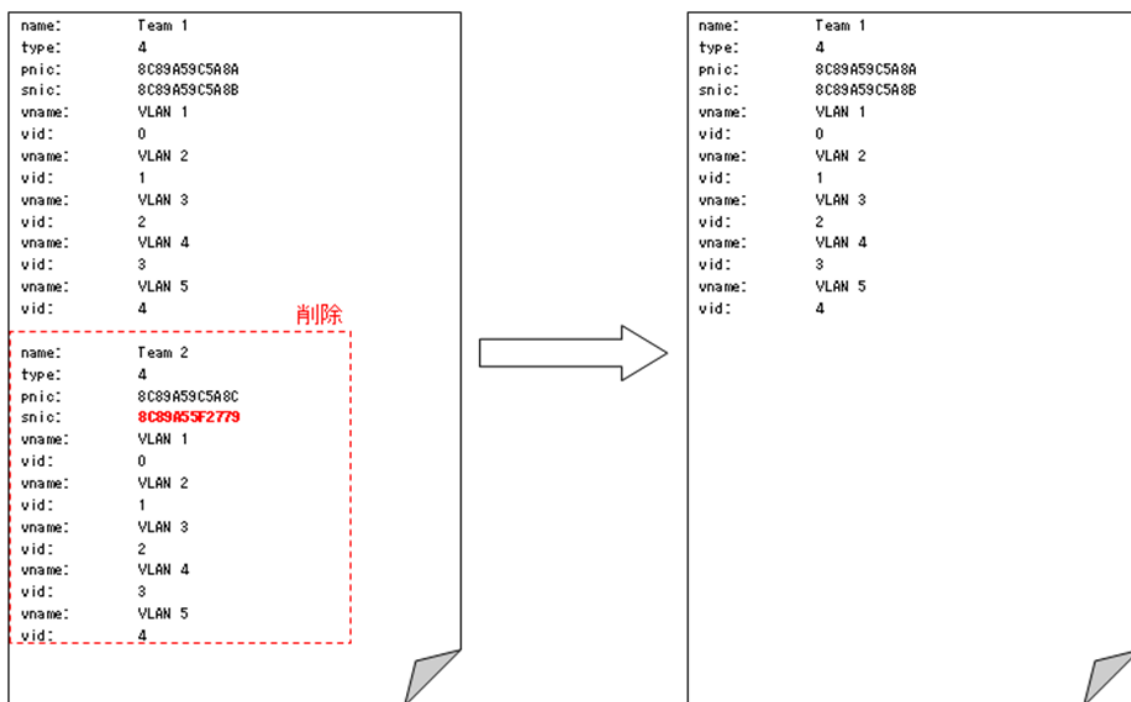 name: Team 1
type: 4
pnic: 8C89A59C5A8A
snic: 8C89A59C5A8B
vname: VLAN 1
vid: 0
vname: VLAN 2
vid: 1
vname: VLAN 3
vid: 2
vname: VLAN 4
vid: 3
vname: VLAN 5
vid: 4
削除
name: Team 2
type: 4
pnic: 8C89A59C5A8C
snic: 8C89A55F2779
vname: VLAN 1
vid: 0
vname: VLAN 2
vid: 1
vname: VLAN 3
vid: 2
vname: VLAN 4
vid: 3
vname: VLAN 5
vid: 4
name: Team 1
type: 4
pnic: 8C89A59C5A8A
snic: 8C89A59C5A8B
vname: VLAN 1
vid: 0
vname: VLAN 2
vid: 1
vname: VLAN 3
vid: 2
vname: VLAN 4
vid: 3
vname: VLAN 5
vid: 4